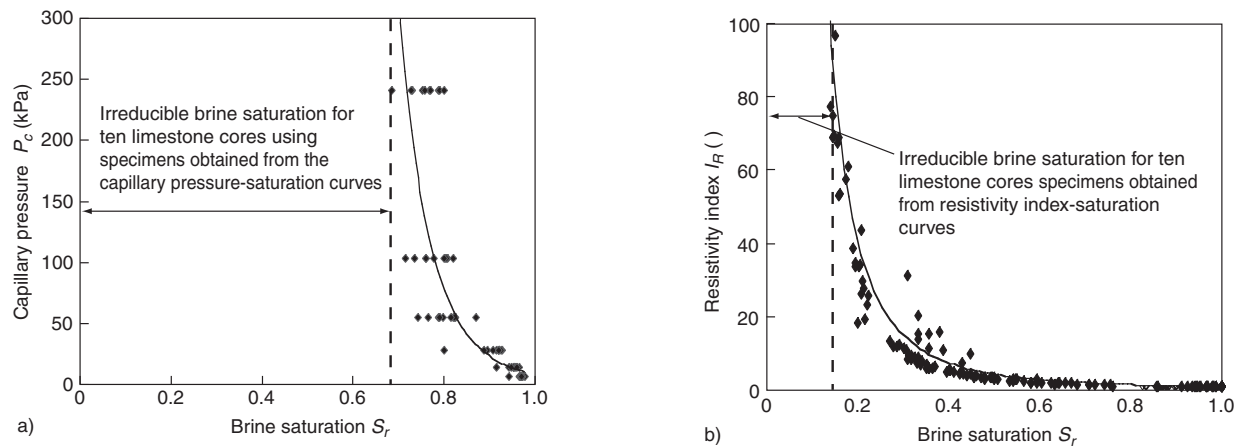 300
250
200
150
100
50
0
Capillary pressure P_c (kPa)
Irreducible brine saturation for
ten limestone cores using
specimens obtained from the
capillary pressure-saturation curves
0 0.2 0.4 0.6 0.8 1.0
a) Brine saturation S_r
100
80
60
40
20
0
Resistivity index I_R ( )
Irreducible brine saturation for ten
limestone cores specimens obtained
from resistivity index-saturation
curves
0 0.2 0.4 0.6 0.8 1.0
b) Brine saturation S_r